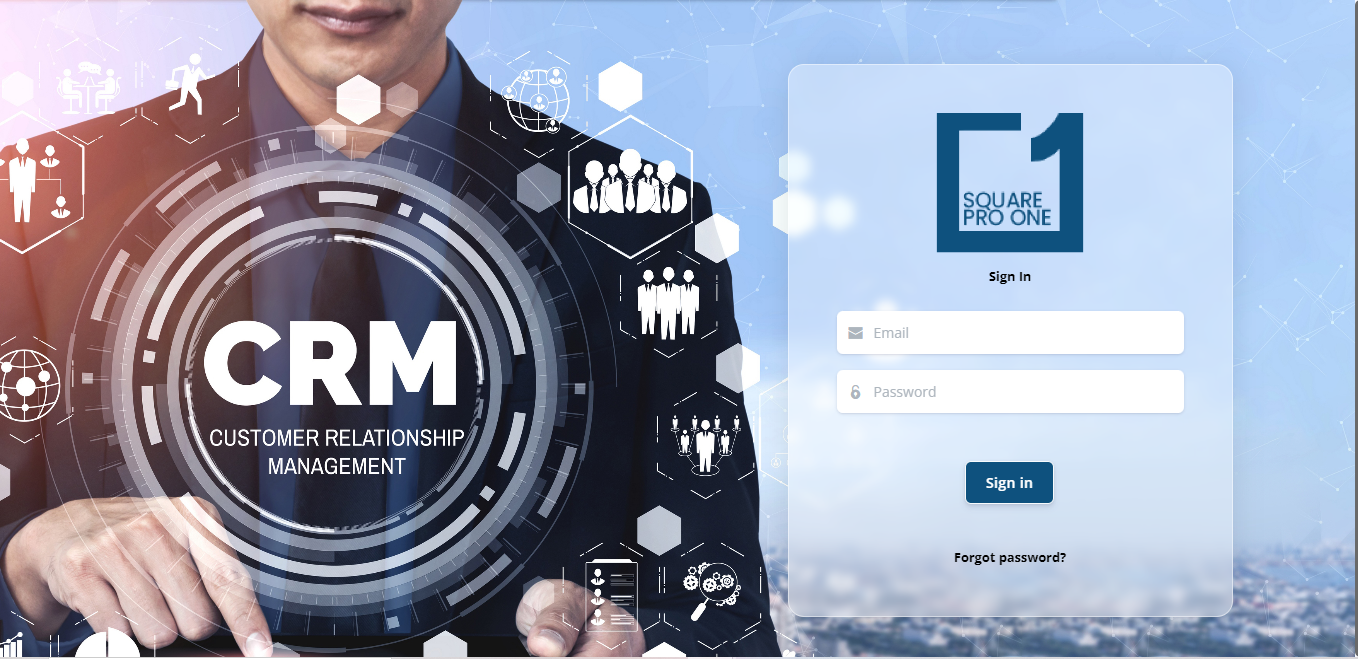 CRM
CUSTOMER RELATIONSHIP
MANAGEMENT
1
SQUARE
PRO ONE
Sign In
Email
Password
Sign in
Forgot password?